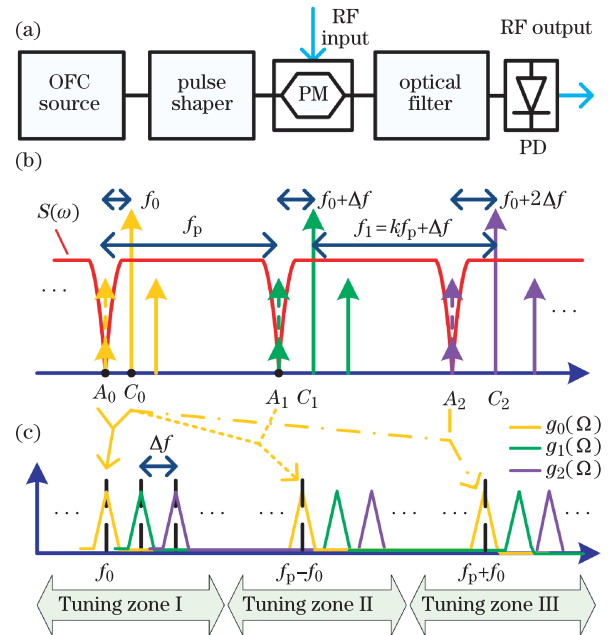 (a)
RF
input
RF output
OFC
source
pulse
shaper
PM
optical
filter
PD
(b)
f₀
f₀+Δf
f₀+2Δf
S(ω)
fₚ
f₁=kfₚ+Δf
...
...
A₀ C₀ A₁ C₁ A₂ C₂
(c)
Δf
g₀(Ω)
g₁(Ω)
g₂(Ω)
... ... ... ... ...
f₀ fₚ−f₀ fₚ+f₀
Tuning zone I Tuning zone II Tuning zone III